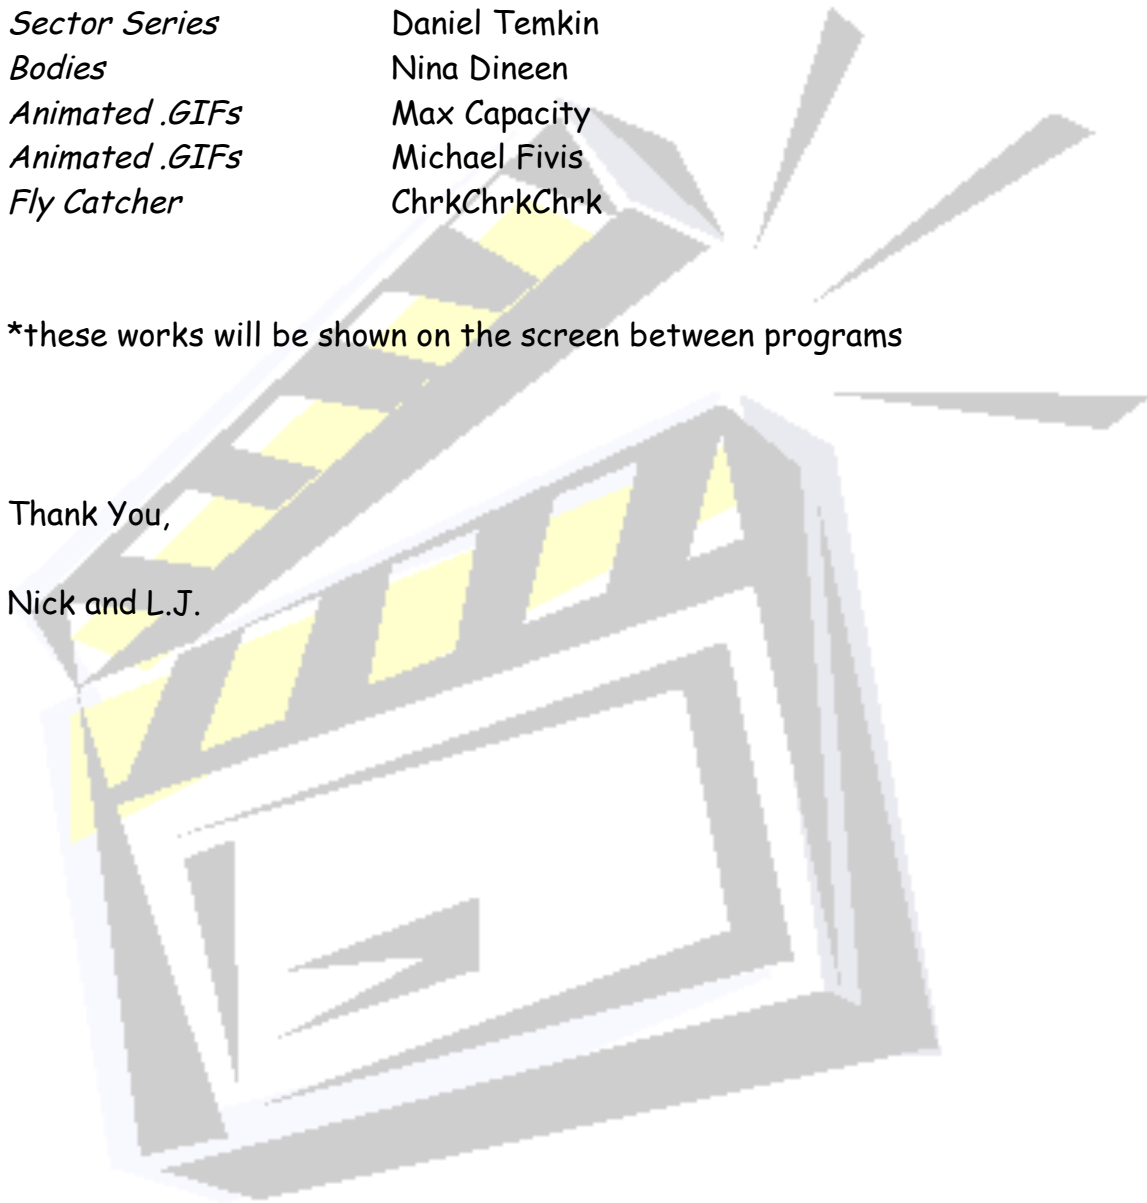 Sector Series Daniel Temkin
Bodies Nina Dineen
Animated .GIFs Max Capacity
Animated .GIFs Michael Fivis
Fly Catcher ChrkChrkChrk
*these works will be shown on the screen between programs
Thank You,
Nick and L.J.